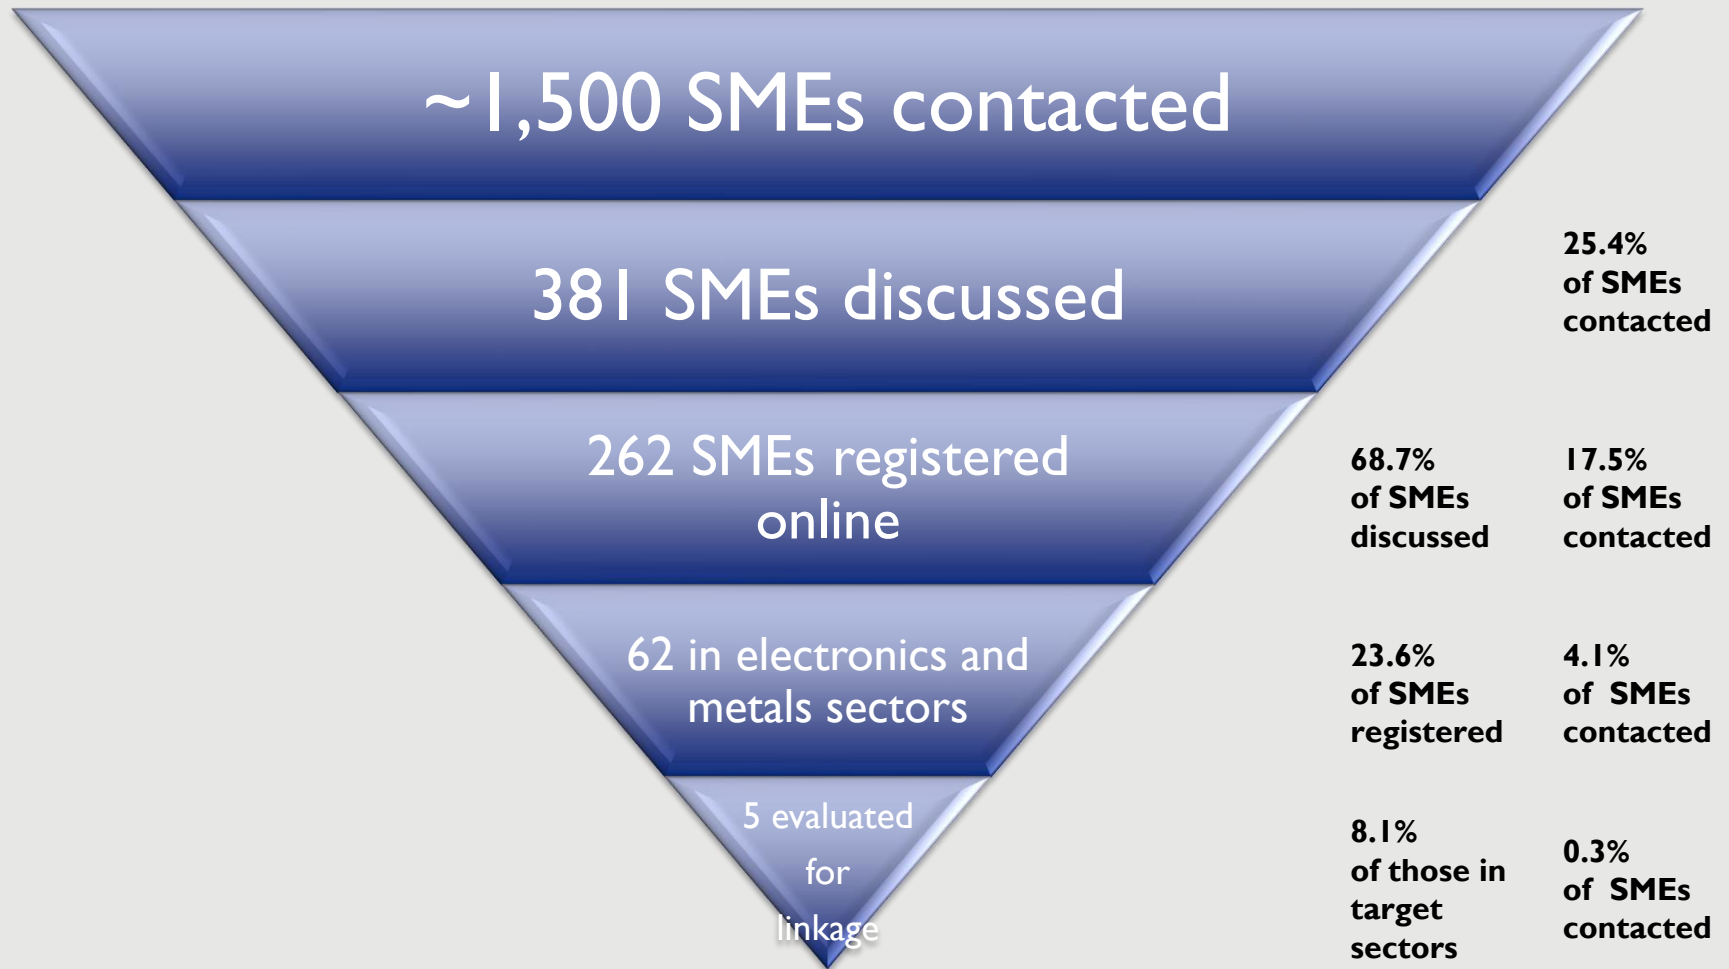 ~1,500 SMEs contacted
381 SMEs discussed
25.4%
of SMEs
contacted
262 SMEs registered
online
68.7%
of SMEs
discussed
17.5%
of SMEs
contacted
62 in electronics and
metals sectors
23.6%
of SMEs
registered
4.1%
of SMEs
contacted
5 evaluated
for
linkage
8.1%
of those in
target
sectors
0.3%
of SMEs
contacted